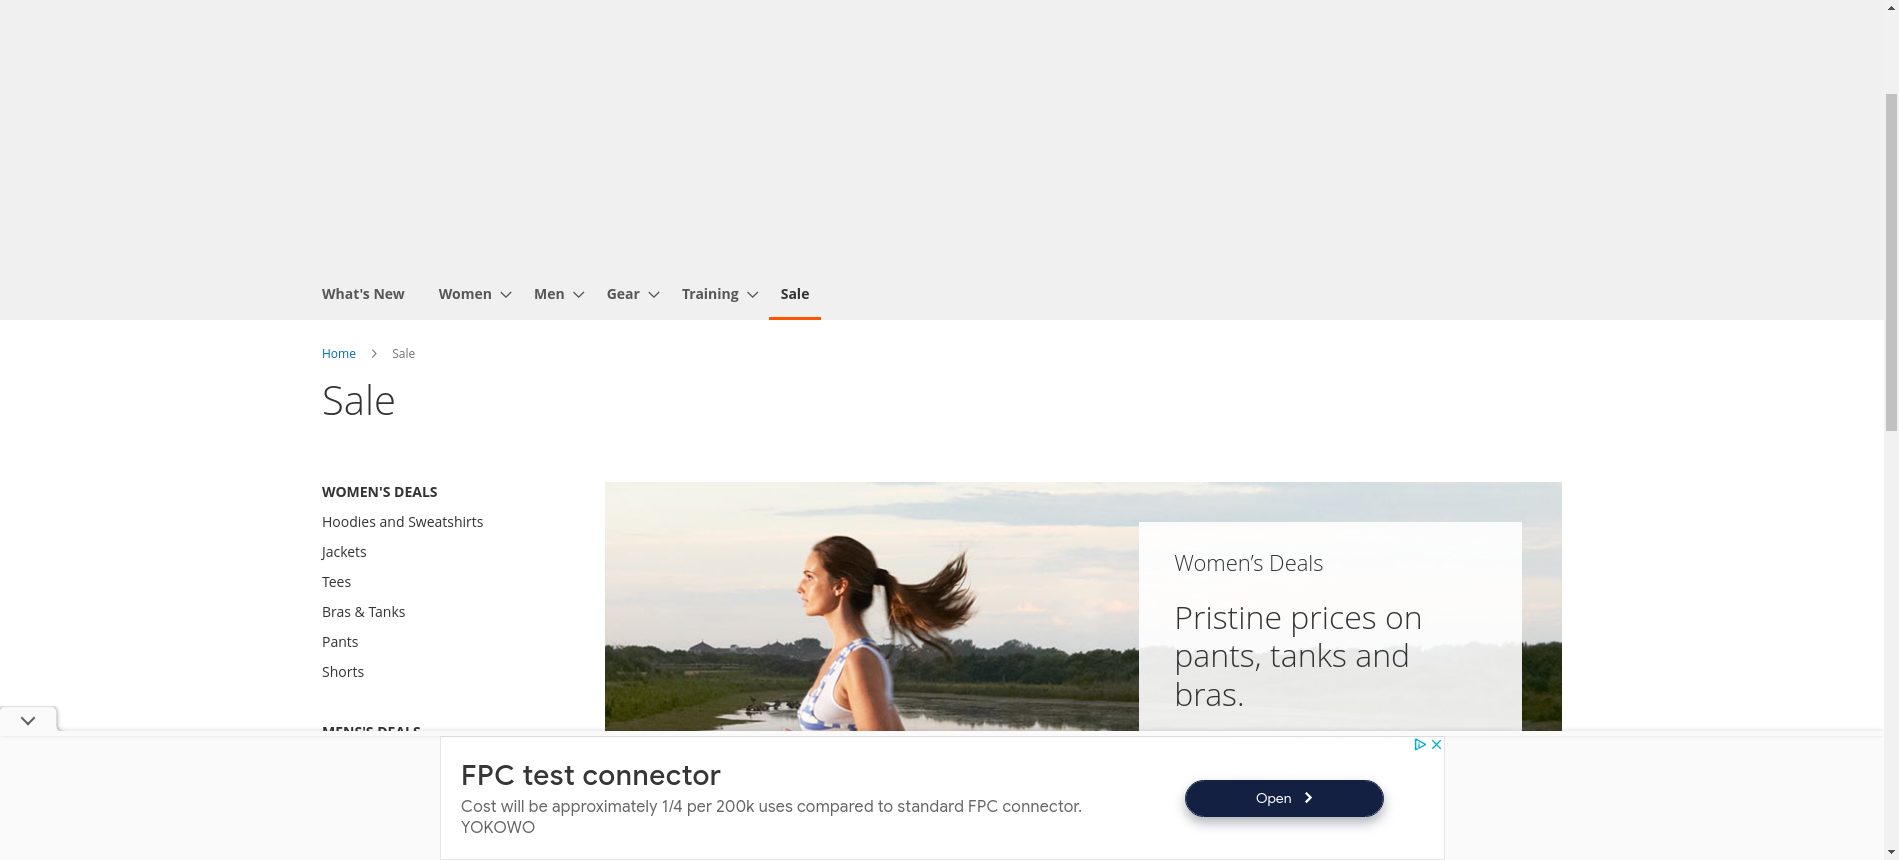 What's New
Women
Men
Gear
Training
Sale
Home
Sale
Sale
WOMEN'S DEALS
Hoodies and Sweatshirts
Jackets
Tees
Bras & Tanks
Pants
Shorts
MENS'S DEALS
Women’s Deals
Pristine prices on
pants, tanks and
bras.
FPC test connector
Cost will be approximately 1/4 per 200k uses compared to standard FPC connector.
YOKOWO
Open